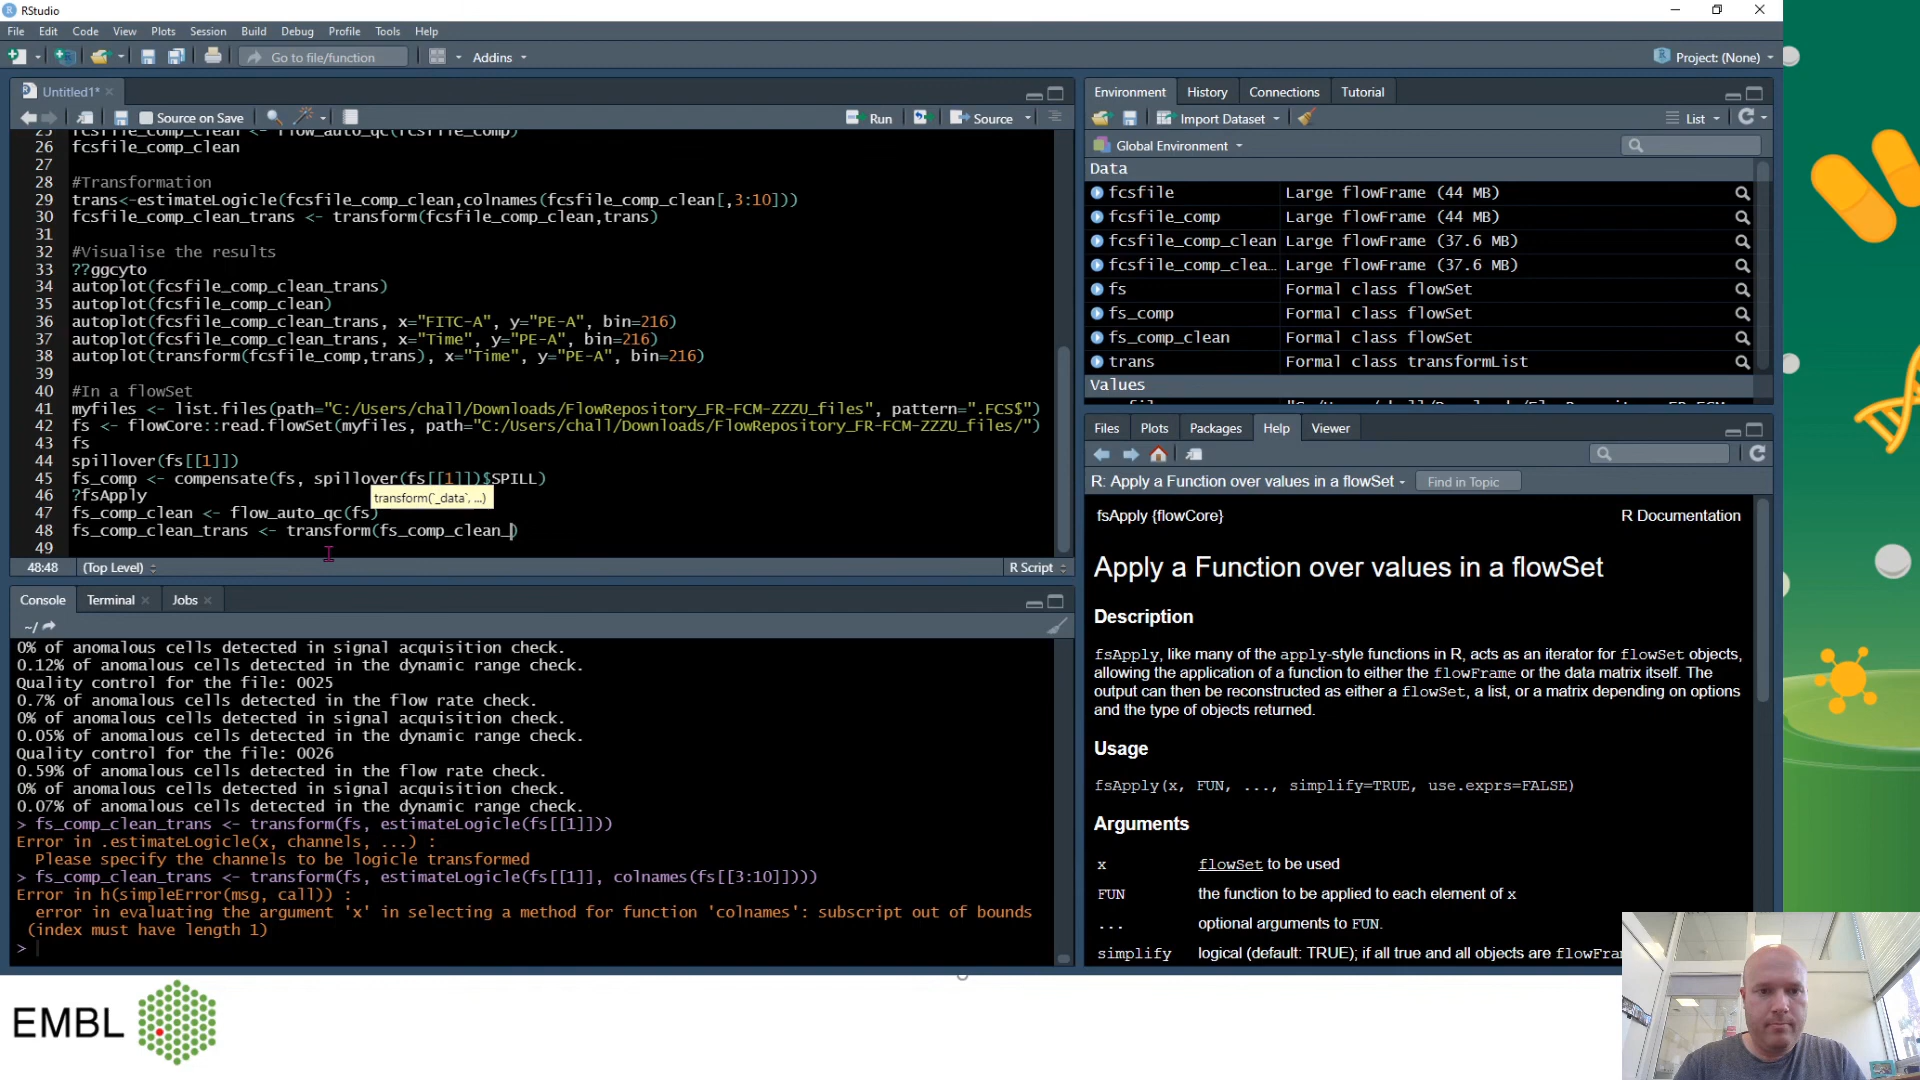 RStudio
File Edit Code View Plots Session Build Debug Profile Tools Help
Go to file/function Addins Project: (None)
Untitled1*
Source on Save Run Source
25 fcsfile_comp_clean <- flow_auto_qc(fcsfile_comp)
26 fcsfile_comp_clean
27
28 #Transformation
29 trans<-estimateLogicle(fcsfile_comp_clean,colnames(fcsfile_comp_clean[,3:10]))
30 fcsfile_comp_clean_trans <- transform(fcsfile_comp_clean,trans)
31
32 #Visualise the results
33 ??ggcyto
34 autoplot(fcsfile_comp_clean_trans)
35 autoplot(fcsfile_comp_clean)
36 autoplot(fcsfile_comp_clean_trans, x="FITC-A", y="PE-A", bin=216)
37 autoplot(fcsfile_comp_clean_trans, x="Time", y="PE-A", bin=216)
38 autoplot(transform(fcsfile_comp,trans), x="Time", y="PE-A", bin=216)
39
40 #In a flowSet
41 myfiles <- list.files(path="C:/Users/chall/Downloads/FlowRepository_FR-FCM-ZZZU_files", pattern=".FCS$")
42 fs <- flowCore::read.flowSet(myfiles, path="C:/Users/chall/Downloads/FlowRepository_FR-FCM-ZZZU_files/")
43 fs
44 spillover(fs[[1]])
45 fs_comp <- compensate(fs, spillover(fs[[1]])$SPILL)
46 ?fsApply
transform(`_data`, ...)
47 fs_comp_clean <- flow_auto_qc(fs)
48 fs_comp_clean_trans <- transform(fs_comp_clean_)
49
48:48 (Top Level) R Script
Console Terminal Jobs
~/
0% of anomalous cells detected in signal acquisition check.
0.12% of anomalous cells detected in the dynamic range check.
Quality control for the file: 0025
0.7% of anomalous cells detected in the flow rate check.
0% of anomalous cells detected in signal acquisition check.
0.05% of anomalous cells detected in the dynamic range check.
Quality control for the file: 0026
0.59% of anomalous cells detected in the flow rate check.
0% of anomalous cells detected in signal acquisition check.
0.07% of anomalous cells detected in the dynamic range check.
> fs_comp_clean_trans <- transform(fs, estimateLogicle(fs[[1]]))
Error in .estimateLogicle(x, channels, ...) :
Please specify the channels to be logicle transformed
> fs_comp_clean_trans <- transform(fs, estimateLogicle(fs[[1]], colnames(fs[[3:10]])))
Error in h(simpleError(msg, call)) :
error in evaluating the argument 'x' in selecting a method for function 'colnames': subscript out of bounds
(index must have length 1)
>
Environment History Connections Tutorial
Import Dataset List
Global Environment
Data
fcsfile Large flowFrame (44 MB)
fcsfile_comp Large flowFrame (44 MB)
fcsfile_comp_clean Large flowFrame (37.6 MB)
fcsfile_comp_clea… Large flowFrame (37.6 MB)
fs Formal class flowSet
fs_comp Formal class flowSet
fs_comp_clean Formal class flowSet
trans Formal class transformList
Values
Files Plots Packages Help Viewer
R: Apply a Function over values in a flowSet Find in Topic
fsApply {flowCore} R Documentation
Apply a Function over values in a flowSet
Description
fsApply, like many of the apply-style functions in R, acts as an iterator for flowSet objects,
allowing the application of a function to either the flowFrame or the data matrix itself. The
output can then be reconstructed as either a flowSet, a list, or a matrix depending on options
and the type of objects returned.
Usage
fsApply(x, FUN, ..., simplify=TRUE, use.exprs=FALSE)
Arguments
x flowSet to be used
FUN the function to be applied to each element of x
... optional arguments to FUN.
simplify logical (default: TRUE); if all true and all objects are flowFra
EMBL